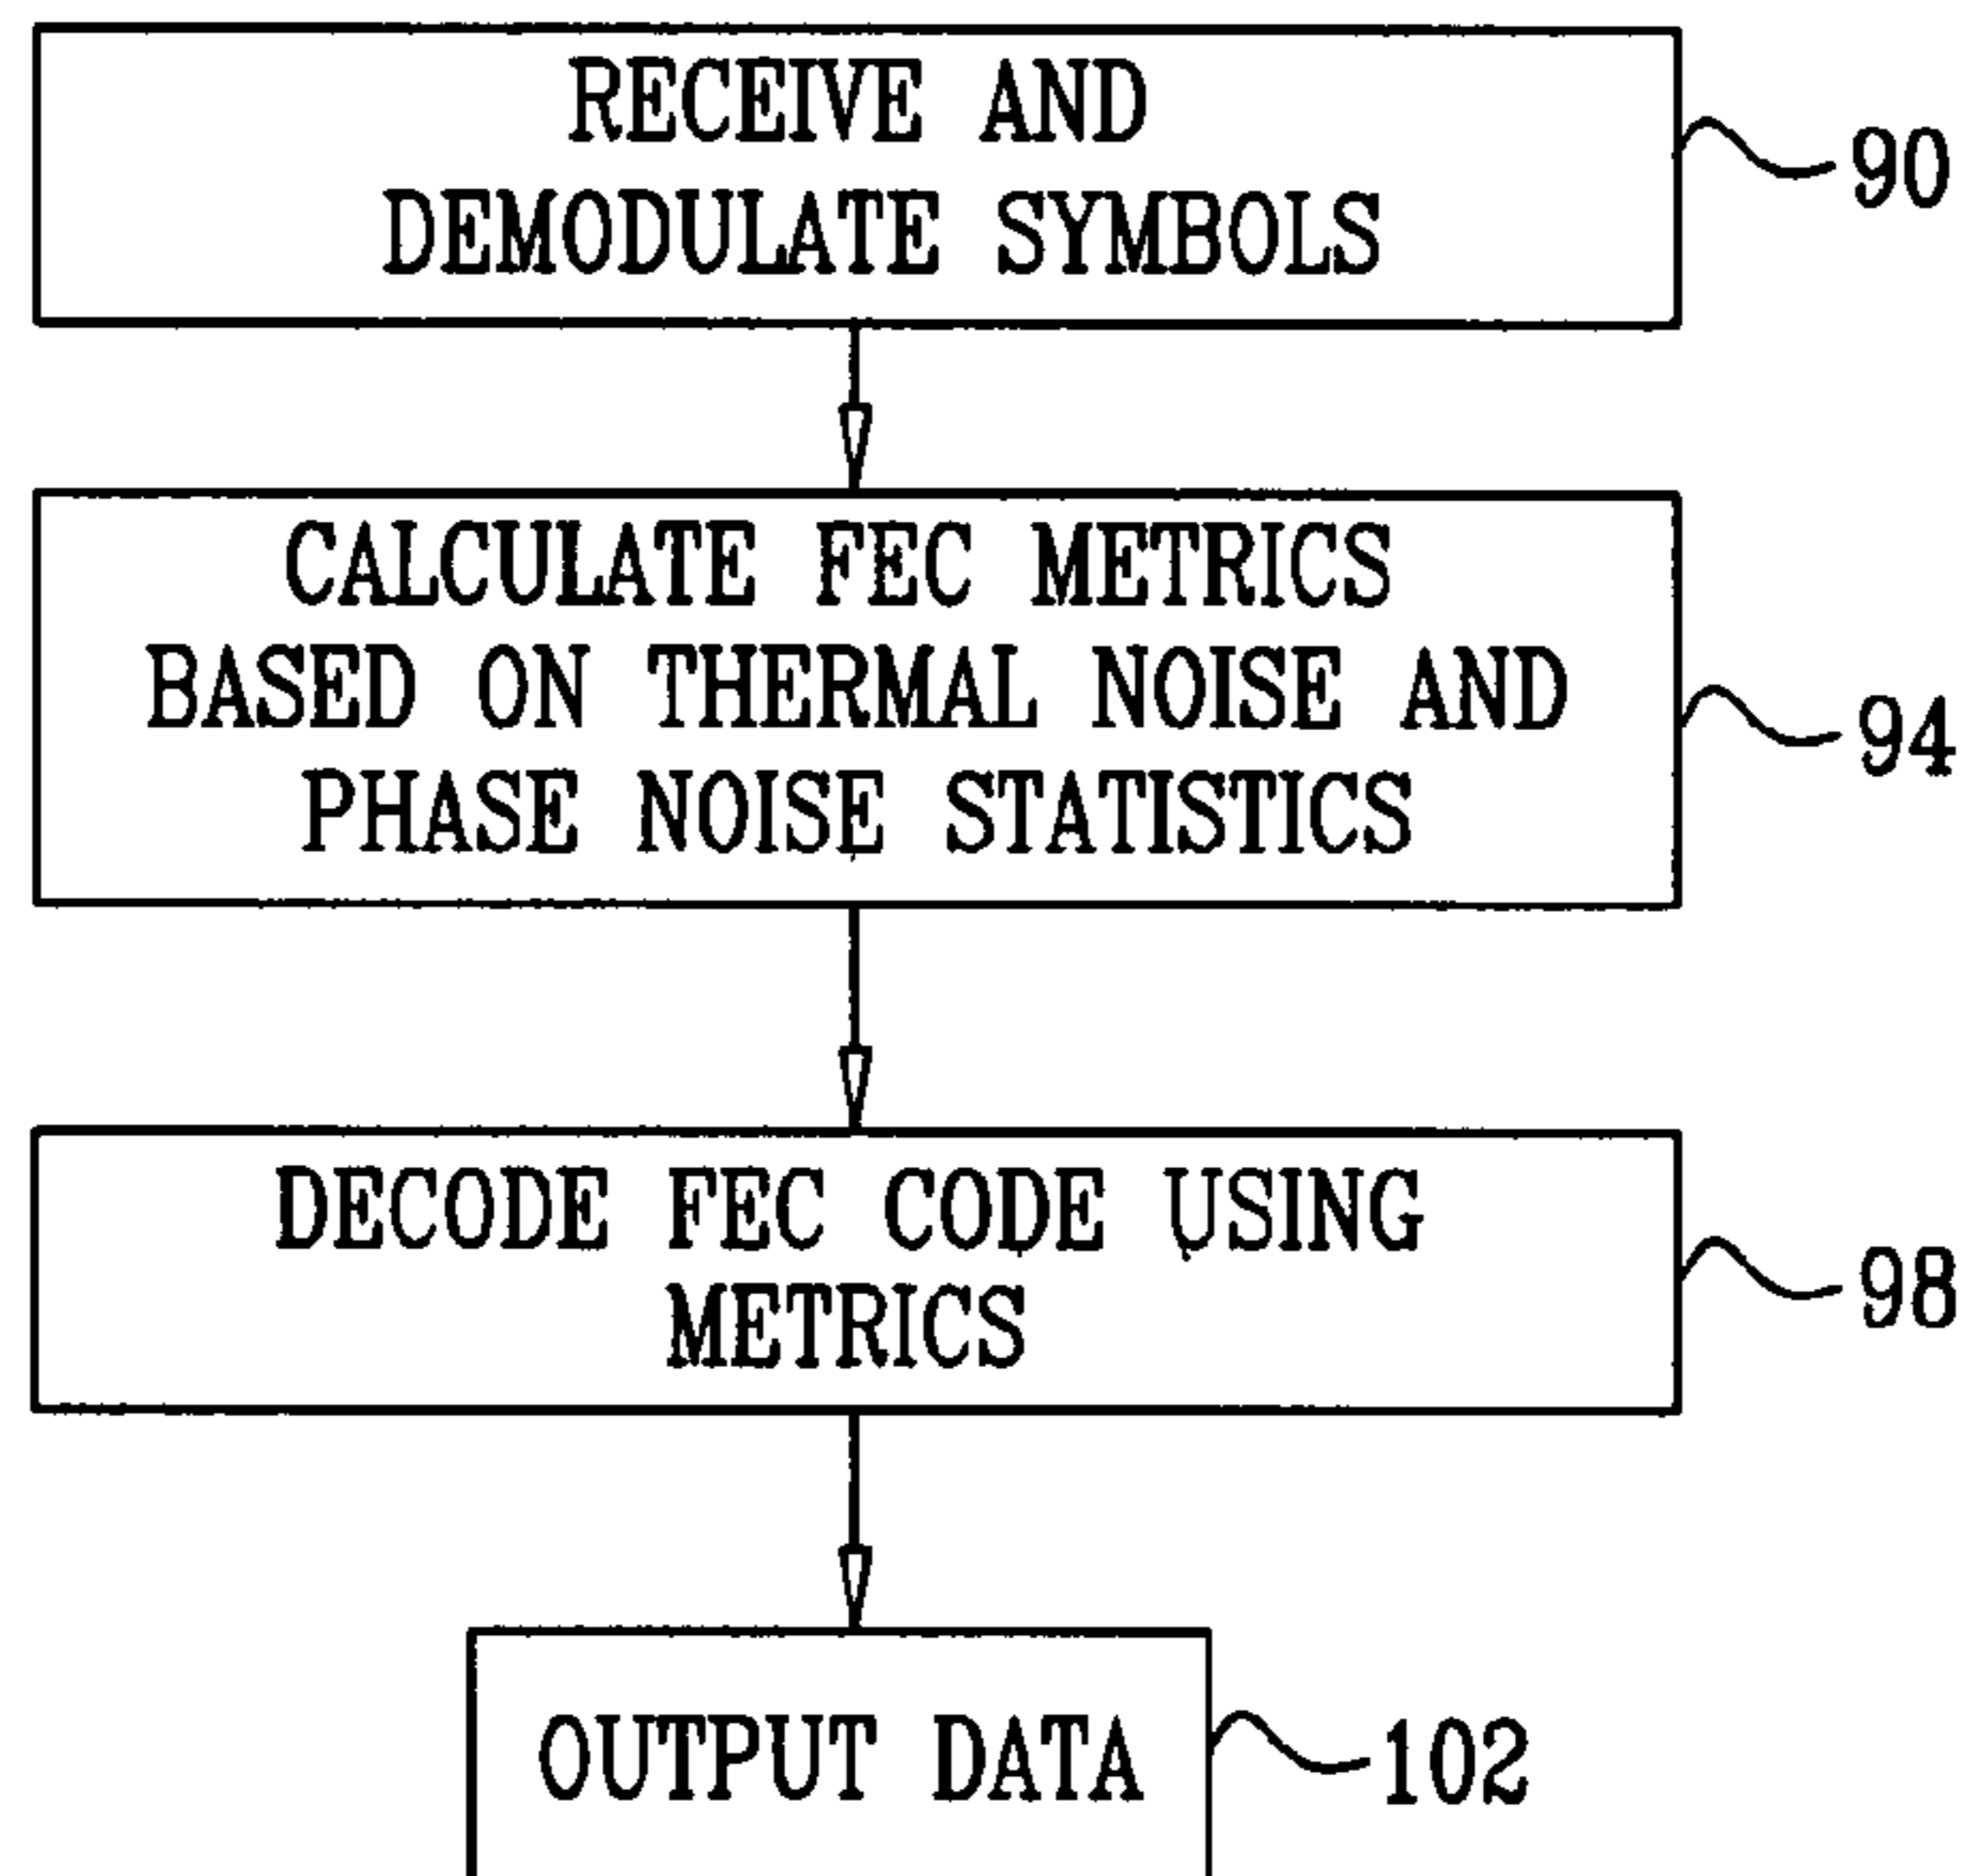 RECEIVE AND
DEMODULATE SYMBOLS
90
CALCULATE FEC METRICS
BASED ON THERMAL NOISE AND
PHASE NOISE STATISTICS
94
DECODE FEC CODE USING
METRICS
98
OUTPUT DATA
102